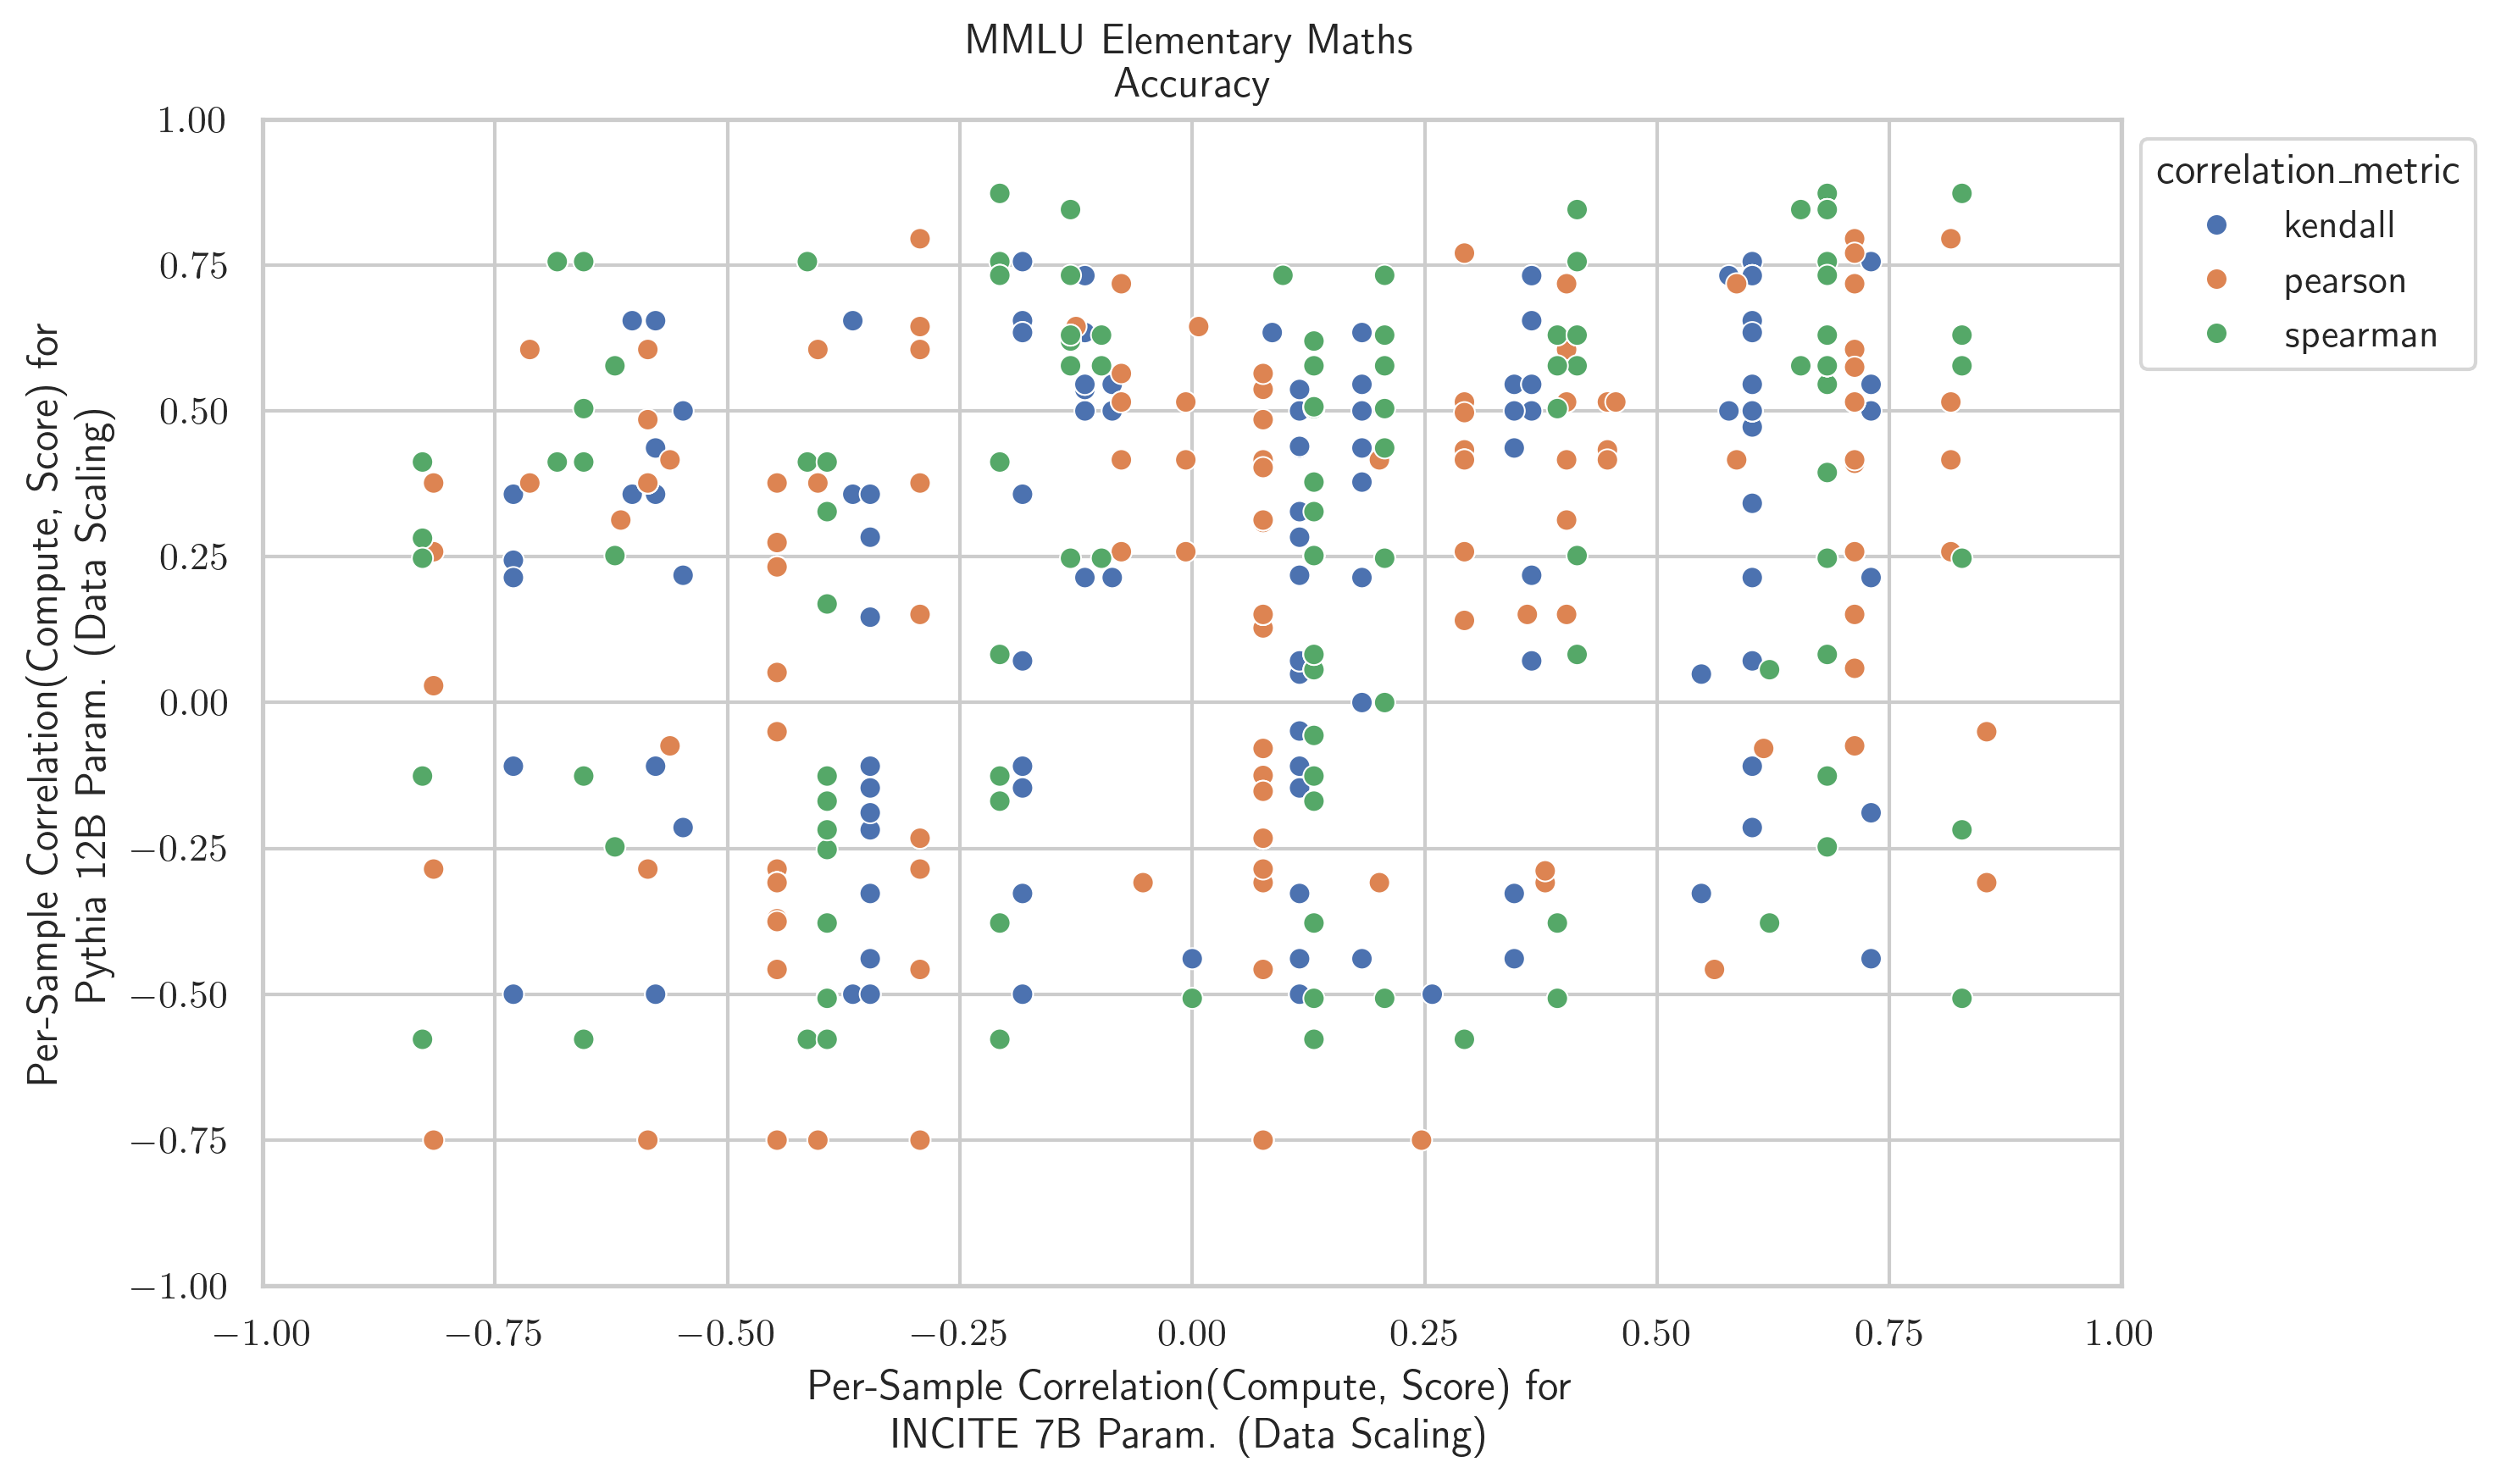 MMLU Elementary Maths
Accuracy
1.00
0.75
0.50
0.25
0.00
−0.25
−0.50
−0.75
−1.00
Per-Sample Correlation(Compute, Score) for
Pythia 12B Param. (Data Scaling)
−1.00 −0.75 −0.50 −0.25 0.00 0.25 0.50 0.75 1.00
Per-Sample Correlation(Compute, Score) for
INCITE 7B Param. (Data Scaling)
correlation_metric
kendall
pearson
spearman